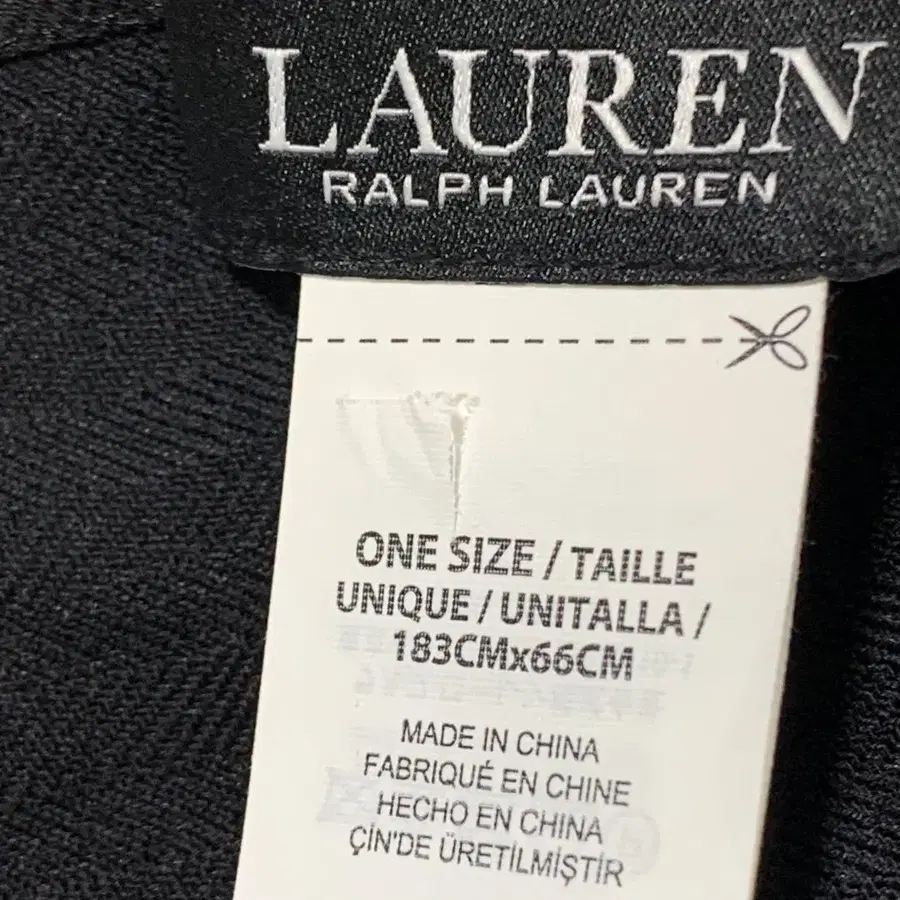 LAUREN
RALPH LAUREN
ONE SIZE / TAILLE
UNIQUE / UNITALLA /
183CMx66CM
MADE IN CHINA
FABRIQUÉ EN CHINE
HECHO EN CHINA
ÇİN'DE ÜRETİLMİŞTİR